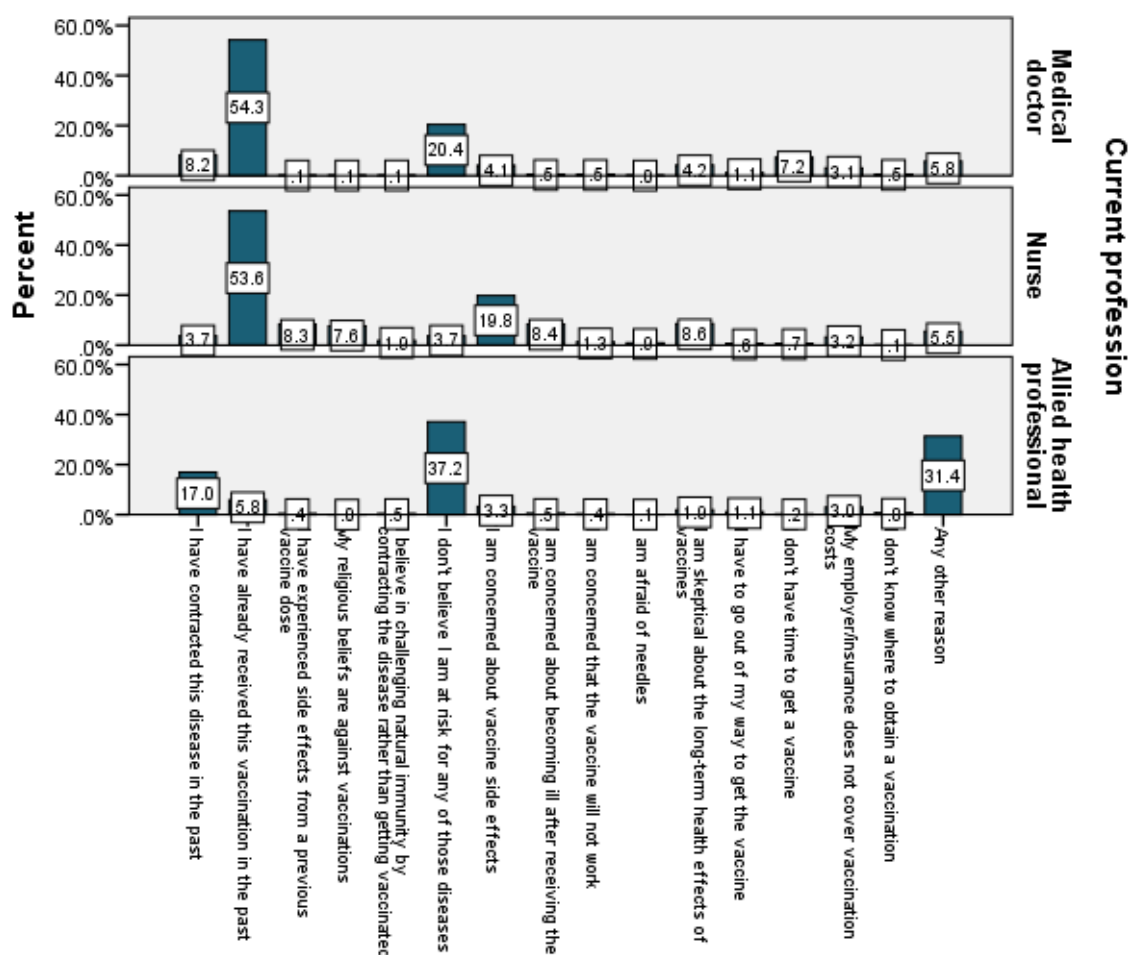 60.0%
40.0%
20.0%
.0%
8.2
54.3
.1
.1
.1
20.4
4.1
.5
.5
.0
4.2
1.1
7.2
3.1
.5
5.8
Medical
doctor
60.0%
40.0%
20.0%
.0%
3.7
53.6
8.3
7.6
1.9
3.7
19.8
8.4
1.3
.9
8.6
.6
.7
3.2
.1
5.5
Nurse
60.0%
40.0%
20.0%
.0%
17.0
5.8
.4
.5
37.2
3.3
.5
.4
.1
1.1
.2
31.4
Allied health
professional
Percent
Current profession
I have contracted this disease in the past
I have already received this vaccination in the past
I have experienced side effects from a previous
vaccine dose
My religious beliefs are against vaccinations
I believe in challenging natural immunity by
contracting the disease rather than getting vaccinated
I don't believe I am at risk for any of those diseases
I am concerned about vaccine side effects
I am concerned about becoming ill after receiving the
vaccine
I am concerned that the vaccine will not work
I am afraid of needles
I am skeptical about the long-term health effects of
vaccines
I have to go out of my way to get the vaccine
I don't have time to get a vaccine
My employer/insurance does not cover vaccination
costs
I don't know where to obtain a vaccination
Any other reason